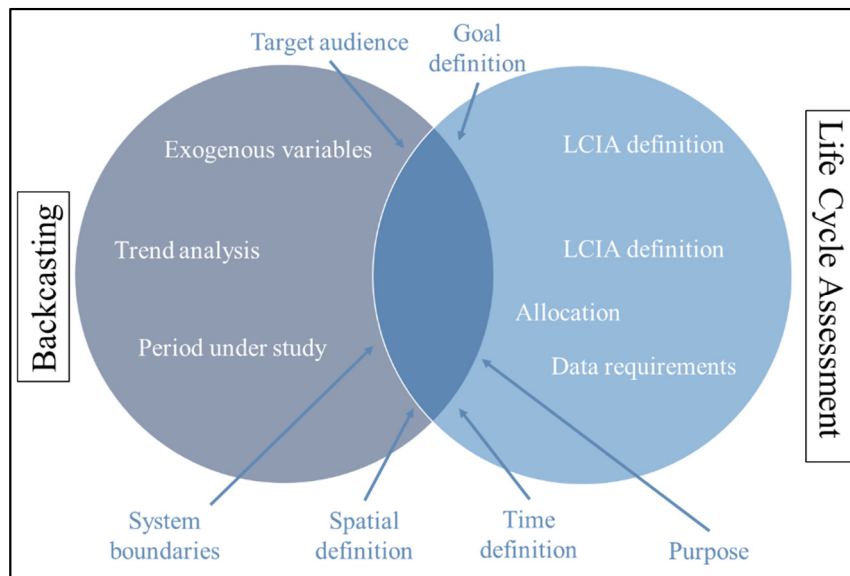 Target audience
Goal
definition
Exogenous variables
LCIA definition
Backcasting
Trend analysis
LCIA definition
Life Cycle Assessment
Allocation
Period under study
Data requirements
System
boundaries
Spatial
definition
Time
definition
Purpose